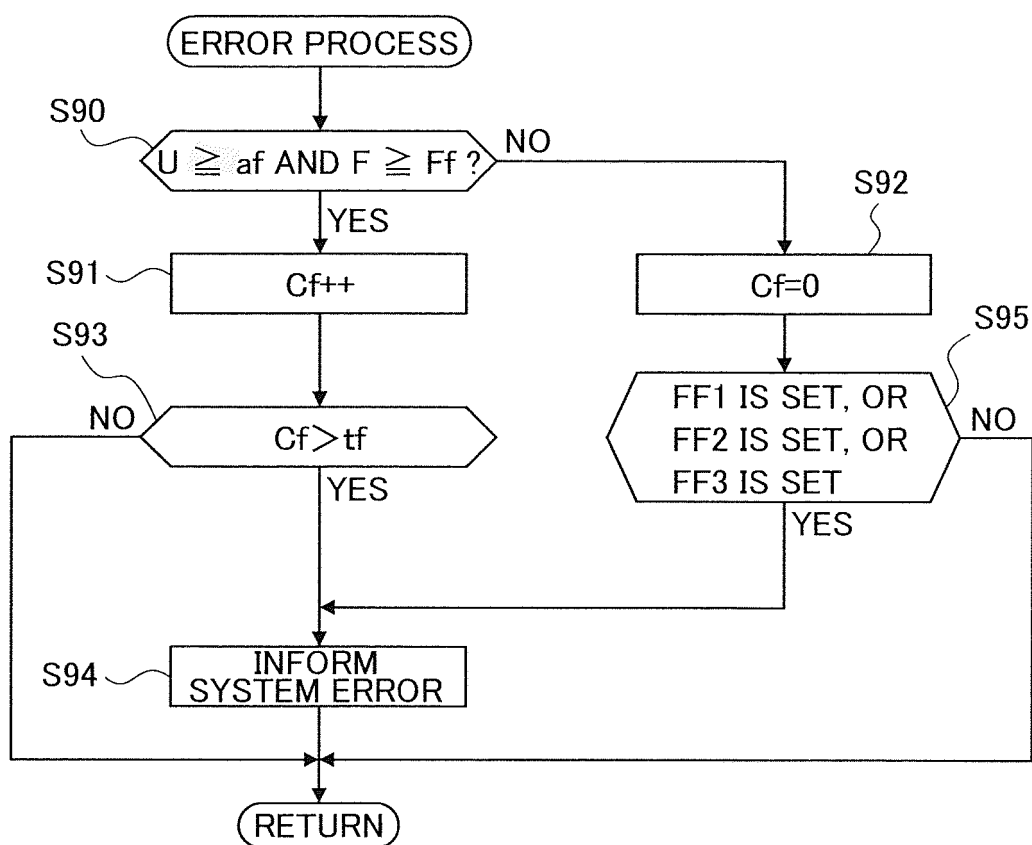 ERROR PROCESS
S90
U ≧ af AND F ≧ Ff ?
NO
YES
S92
S91
Cf++
Cf=0
S93
S95
NO
Cf>tf
FF1 IS SET, OR
FF2 IS SET, OR
FF3 IS SET
NO
YES
YES
S94
INFORM
SYSTEM ERROR
RETURN